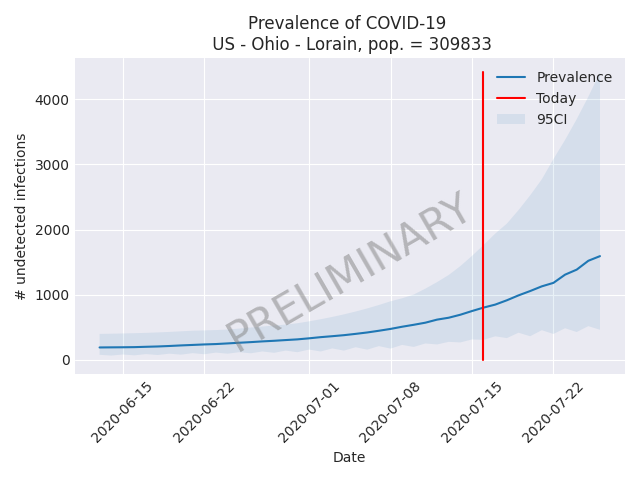 Prevalence of COVID-19
US - Ohio - Lorain, pop. = 309833
Prevalence
Today
95CI
4000
3000
2000
1000
0
# undetected infections
PRELIMINARY
2020-06-15
2020-06-22
2020-07-01
2020-07-08
2020-07-15
2020-07-22
Date